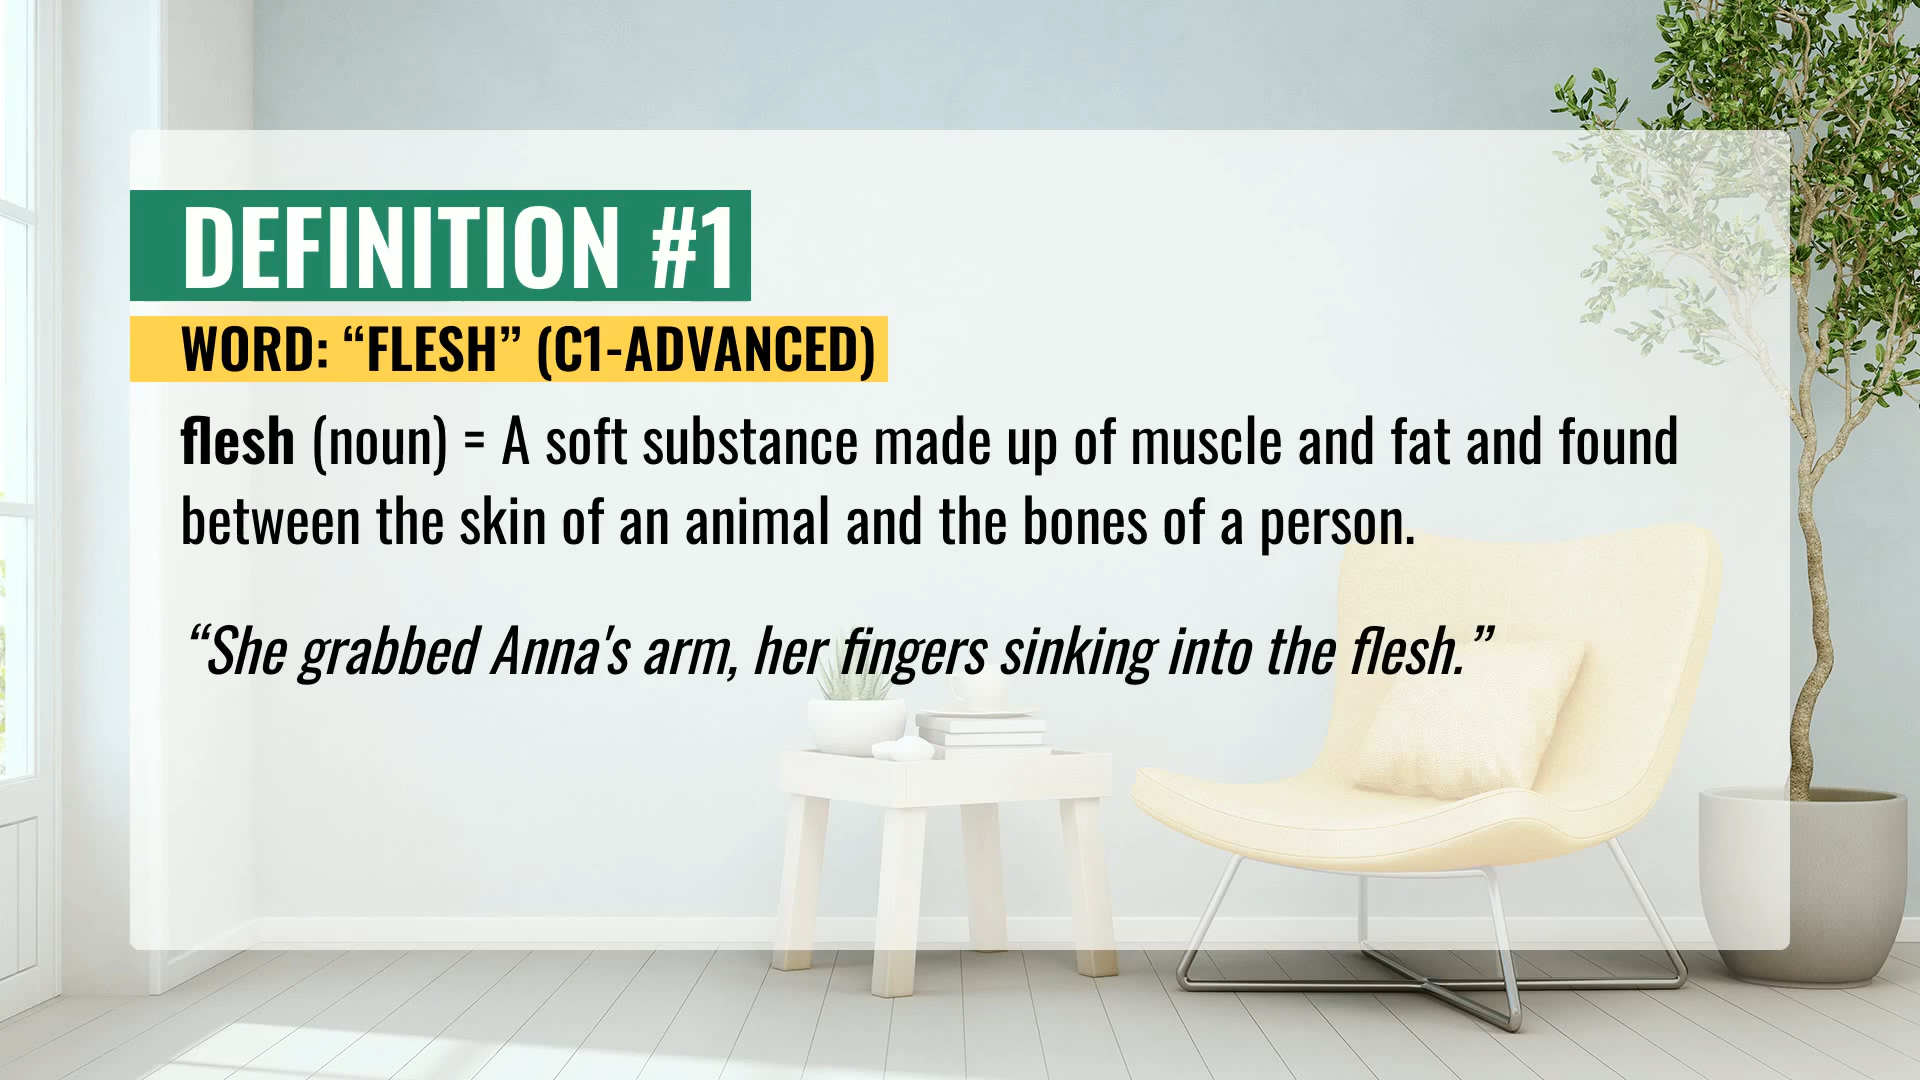 DEFINITION #1
WORD: “FLESH” (C1-ADVANCED)
flesh (noun) = A soft substance made up of muscle and fat and found
between the skin of an animal and the bones of a person.
“She grabbed Anna's arm, her fingers sinking into the flesh.”